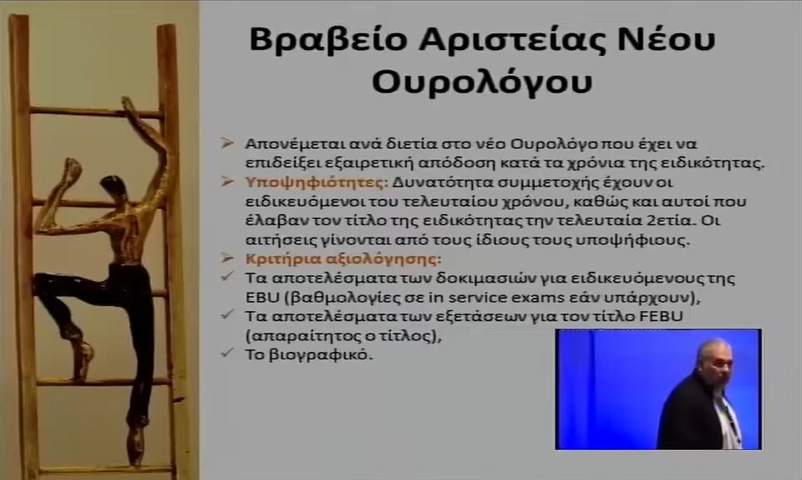 Βραβείο Αριστείας Νέου
Ουρολόγου
Απονέμεται ανά διετία στο νέο Ουρολόγο που έχει να
επιδείξει εξαιρετική απόδοση κατά τα χρόνια της ειδικότητας.
Υποψηφιότητες: Δυνατότητα συμμετοχής έχουν οι
ειδικευόμενοι του τελευταίου χρόνου, καθώς και αυτοί που
έλαβαν τον τίτλο της ειδικότητας την τελευταία 2ετία. Οι
αιτήσεις γίνονται από τους ίδιους τους υποψήφιους.
Κριτήρια αξιολόγησης:
Τα αποτελέσματα των δοκιμασιών για ειδικευόμενους της
EBU (βαθμολογίες σε in service exams εάν υπάρχουν),
Τα αποτελέσματα των εξετάσεων για τον τίτλο FEBU
(απαραίτητος ο τίτλος),
Το βιογραφικό.